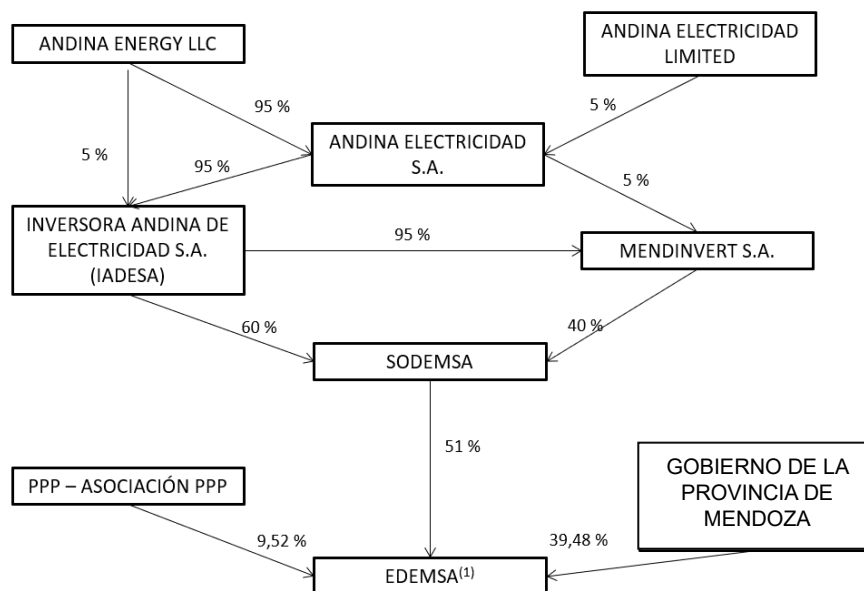 ANDINA ENERGY LLC
ANDINA ELECTRICIDAD
LIMITED
95 %
5 %
ANDINA ELECTRICIDAD
S.A.
5 %
95 %
5 %
INVERSORA ANDINA DE
ELECTRICIDAD S.A.
(IADESA)
95 %
MENDINVERT S.A.
60 %
40 %
SODEMSA
51 %
PPP – ASOCIACIÓN PPP
GOBIERNO DE LA
PROVINCIA DE
MENDOZA
9,52 %
39,48 %
EDEMSA(1)